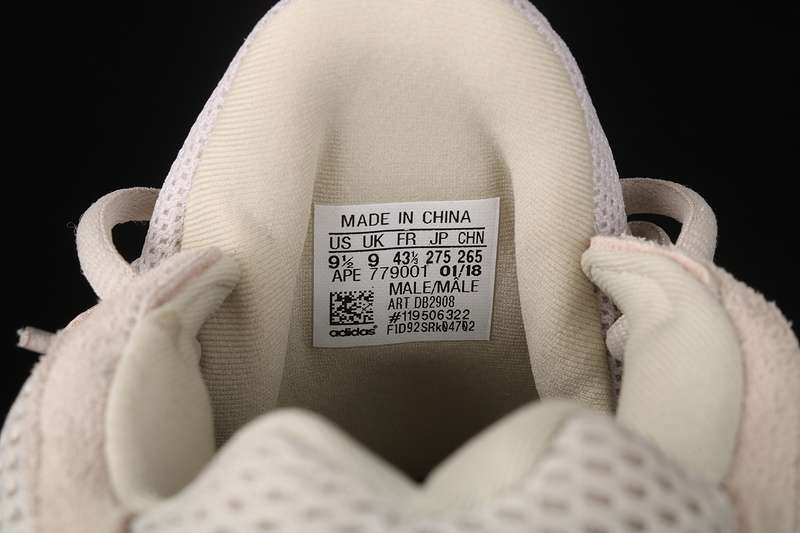 MADE IN CHINA
US UK FR JP CHN
9½ 9 43⅓ 275 265
APE 779001 01/18
MALE/MÂLE
ART DB2908
#119506322
adidas® F1D92SRk04702